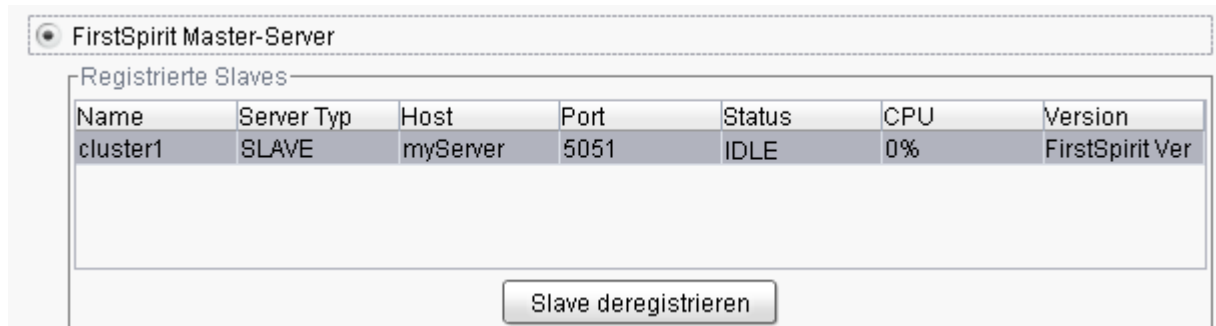 FirstSpirit Master-Server
Registrierte Slaves
Name Server Typ Host Port Status CPU Version
cluster1 SLAVE myServer 5051 IDLE 0% FirstSpirit Ver
Slave deregistrieren